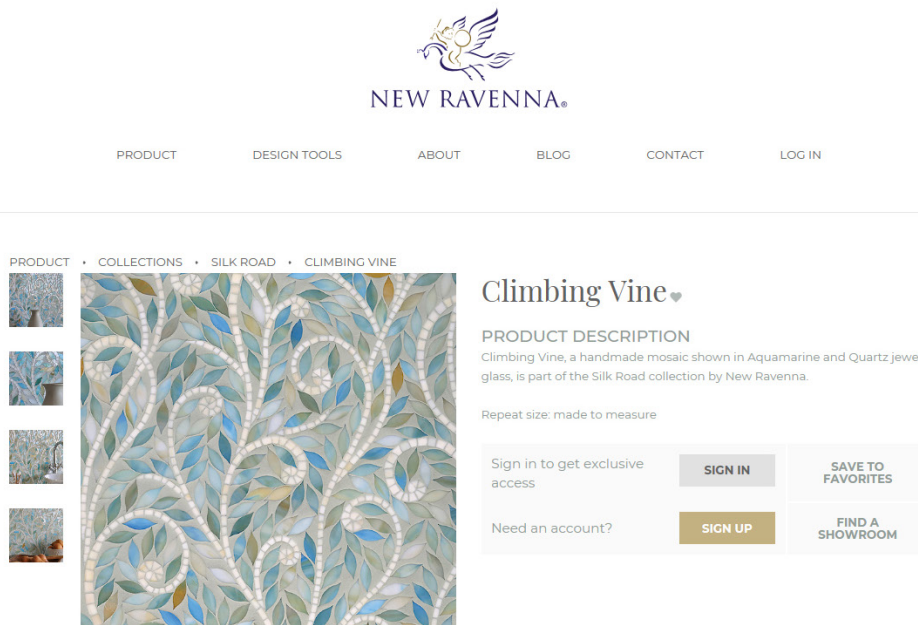 NEW RAVENNA®
PRODUCT DESIGN TOOLS ABOUT BLOG CONTACT LOG IN
PRODUCT • COLLECTIONS • SILK ROAD • CLIMBING VINE
Climbing Vine
PRODUCT DESCRIPTION
Climbing Vine, a handmade mosaic shown in Aquamarine and Quartz jewe
glass, is part of the Silk Road collection by New Ravenna.
Repeat size: made to measure
Sign in to get exclusive
access
SIGN IN
SAVE TO
FAVORITES
Need an account?
SIGN UP
FIND A
SHOWROOM